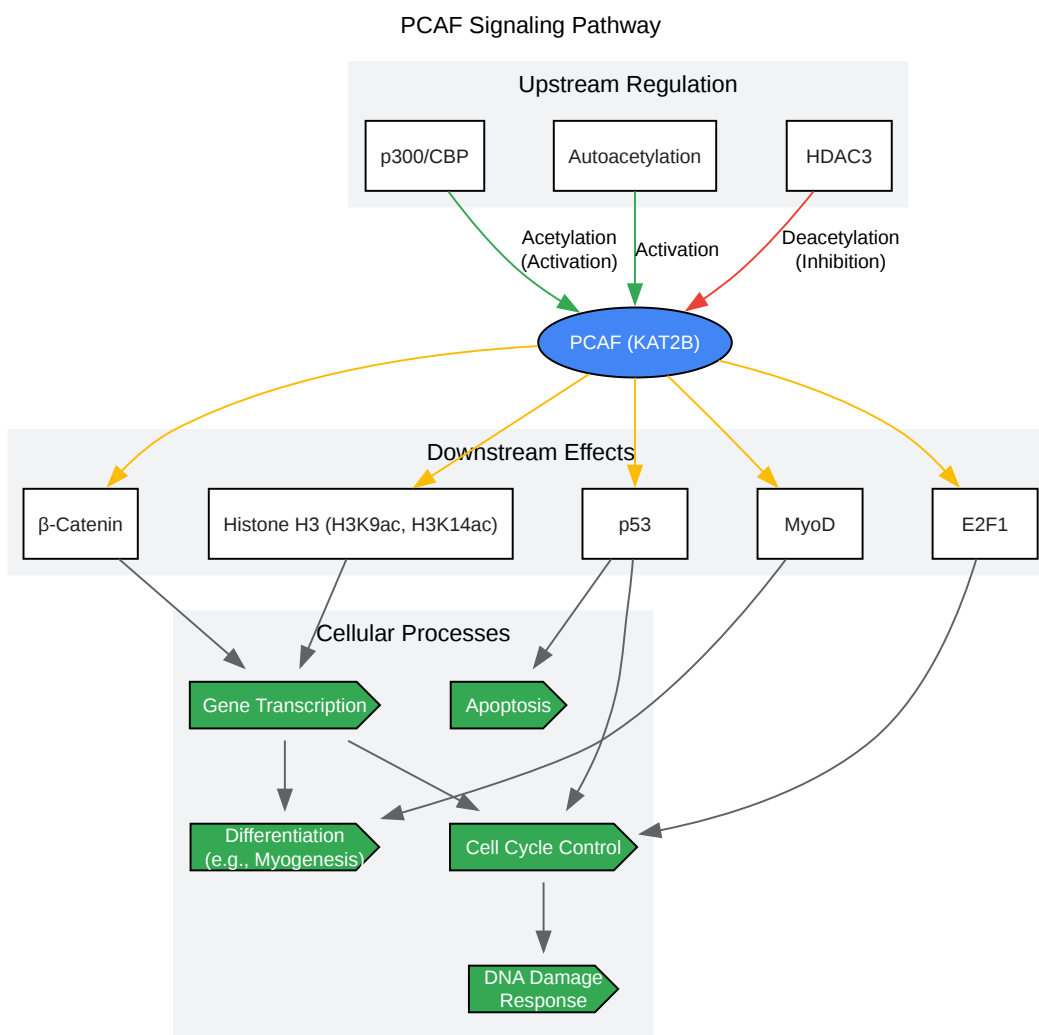 PCAF Signaling Pathway
Upstream Regulation
p300/CBP
Autoacetylation
HDAC3
Acetylation
(Activation)
Activation
Deacetylation
(Inhibition)
PCAF (KAT2B)
Downstream Effects
β-Catenin
Histone H3 (H3K9ac, H3K14ac)
p53
MyoD
E2F1
Cellular Processes
Gene Transcription
Apoptosis
Differentiation
(e.g., Myogenesis)
Cell Cycle Control
DNA Damage
Response